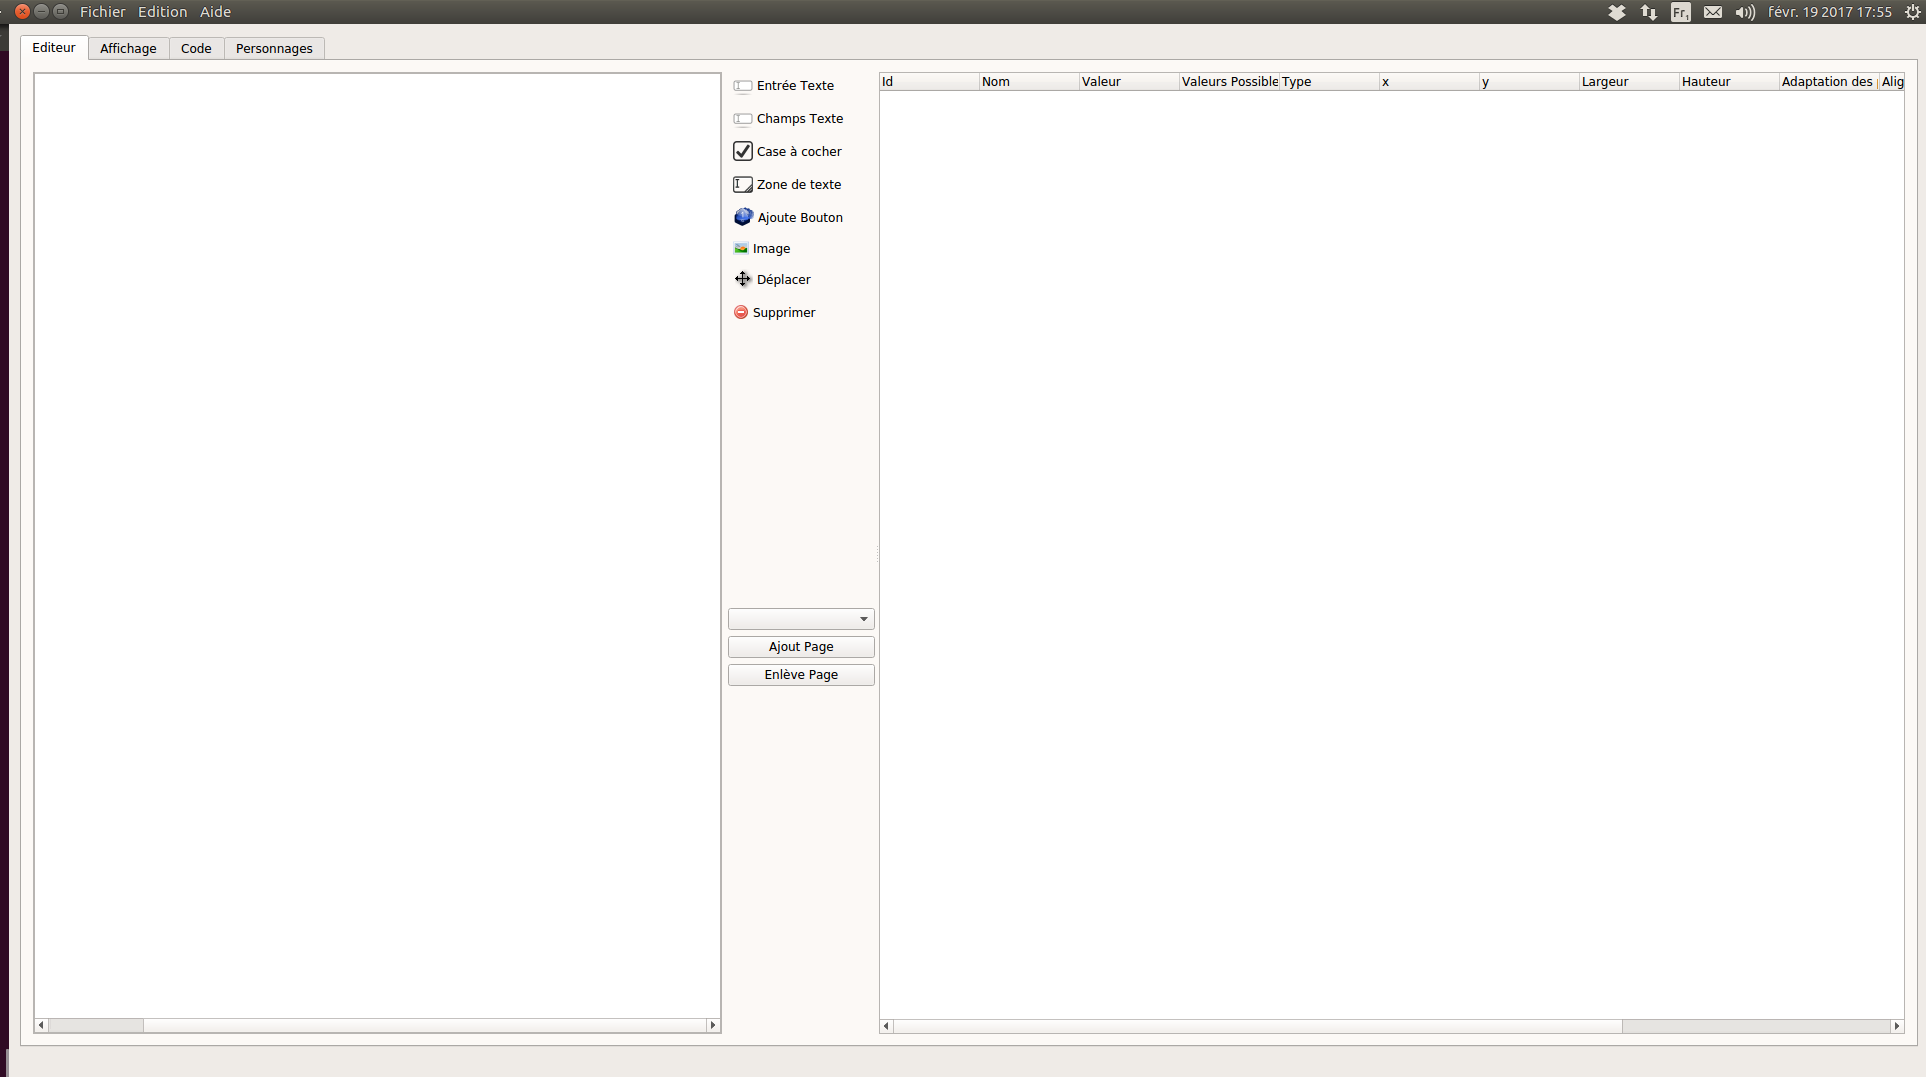 Fichier Edition Aide
Fr1 févr. 19 2017 17:55
Editeur Affichage Code Personnages
Entrée Texte
Champs Texte
Case à cocher
Zone de texte
Ajoute Bouton
Image
Déplacer
Supprimer
Ajout Page
Enlève Page
Id Nom Valeur Valeurs Possible Type x y Largeur Hauteur Adaptation des Alig